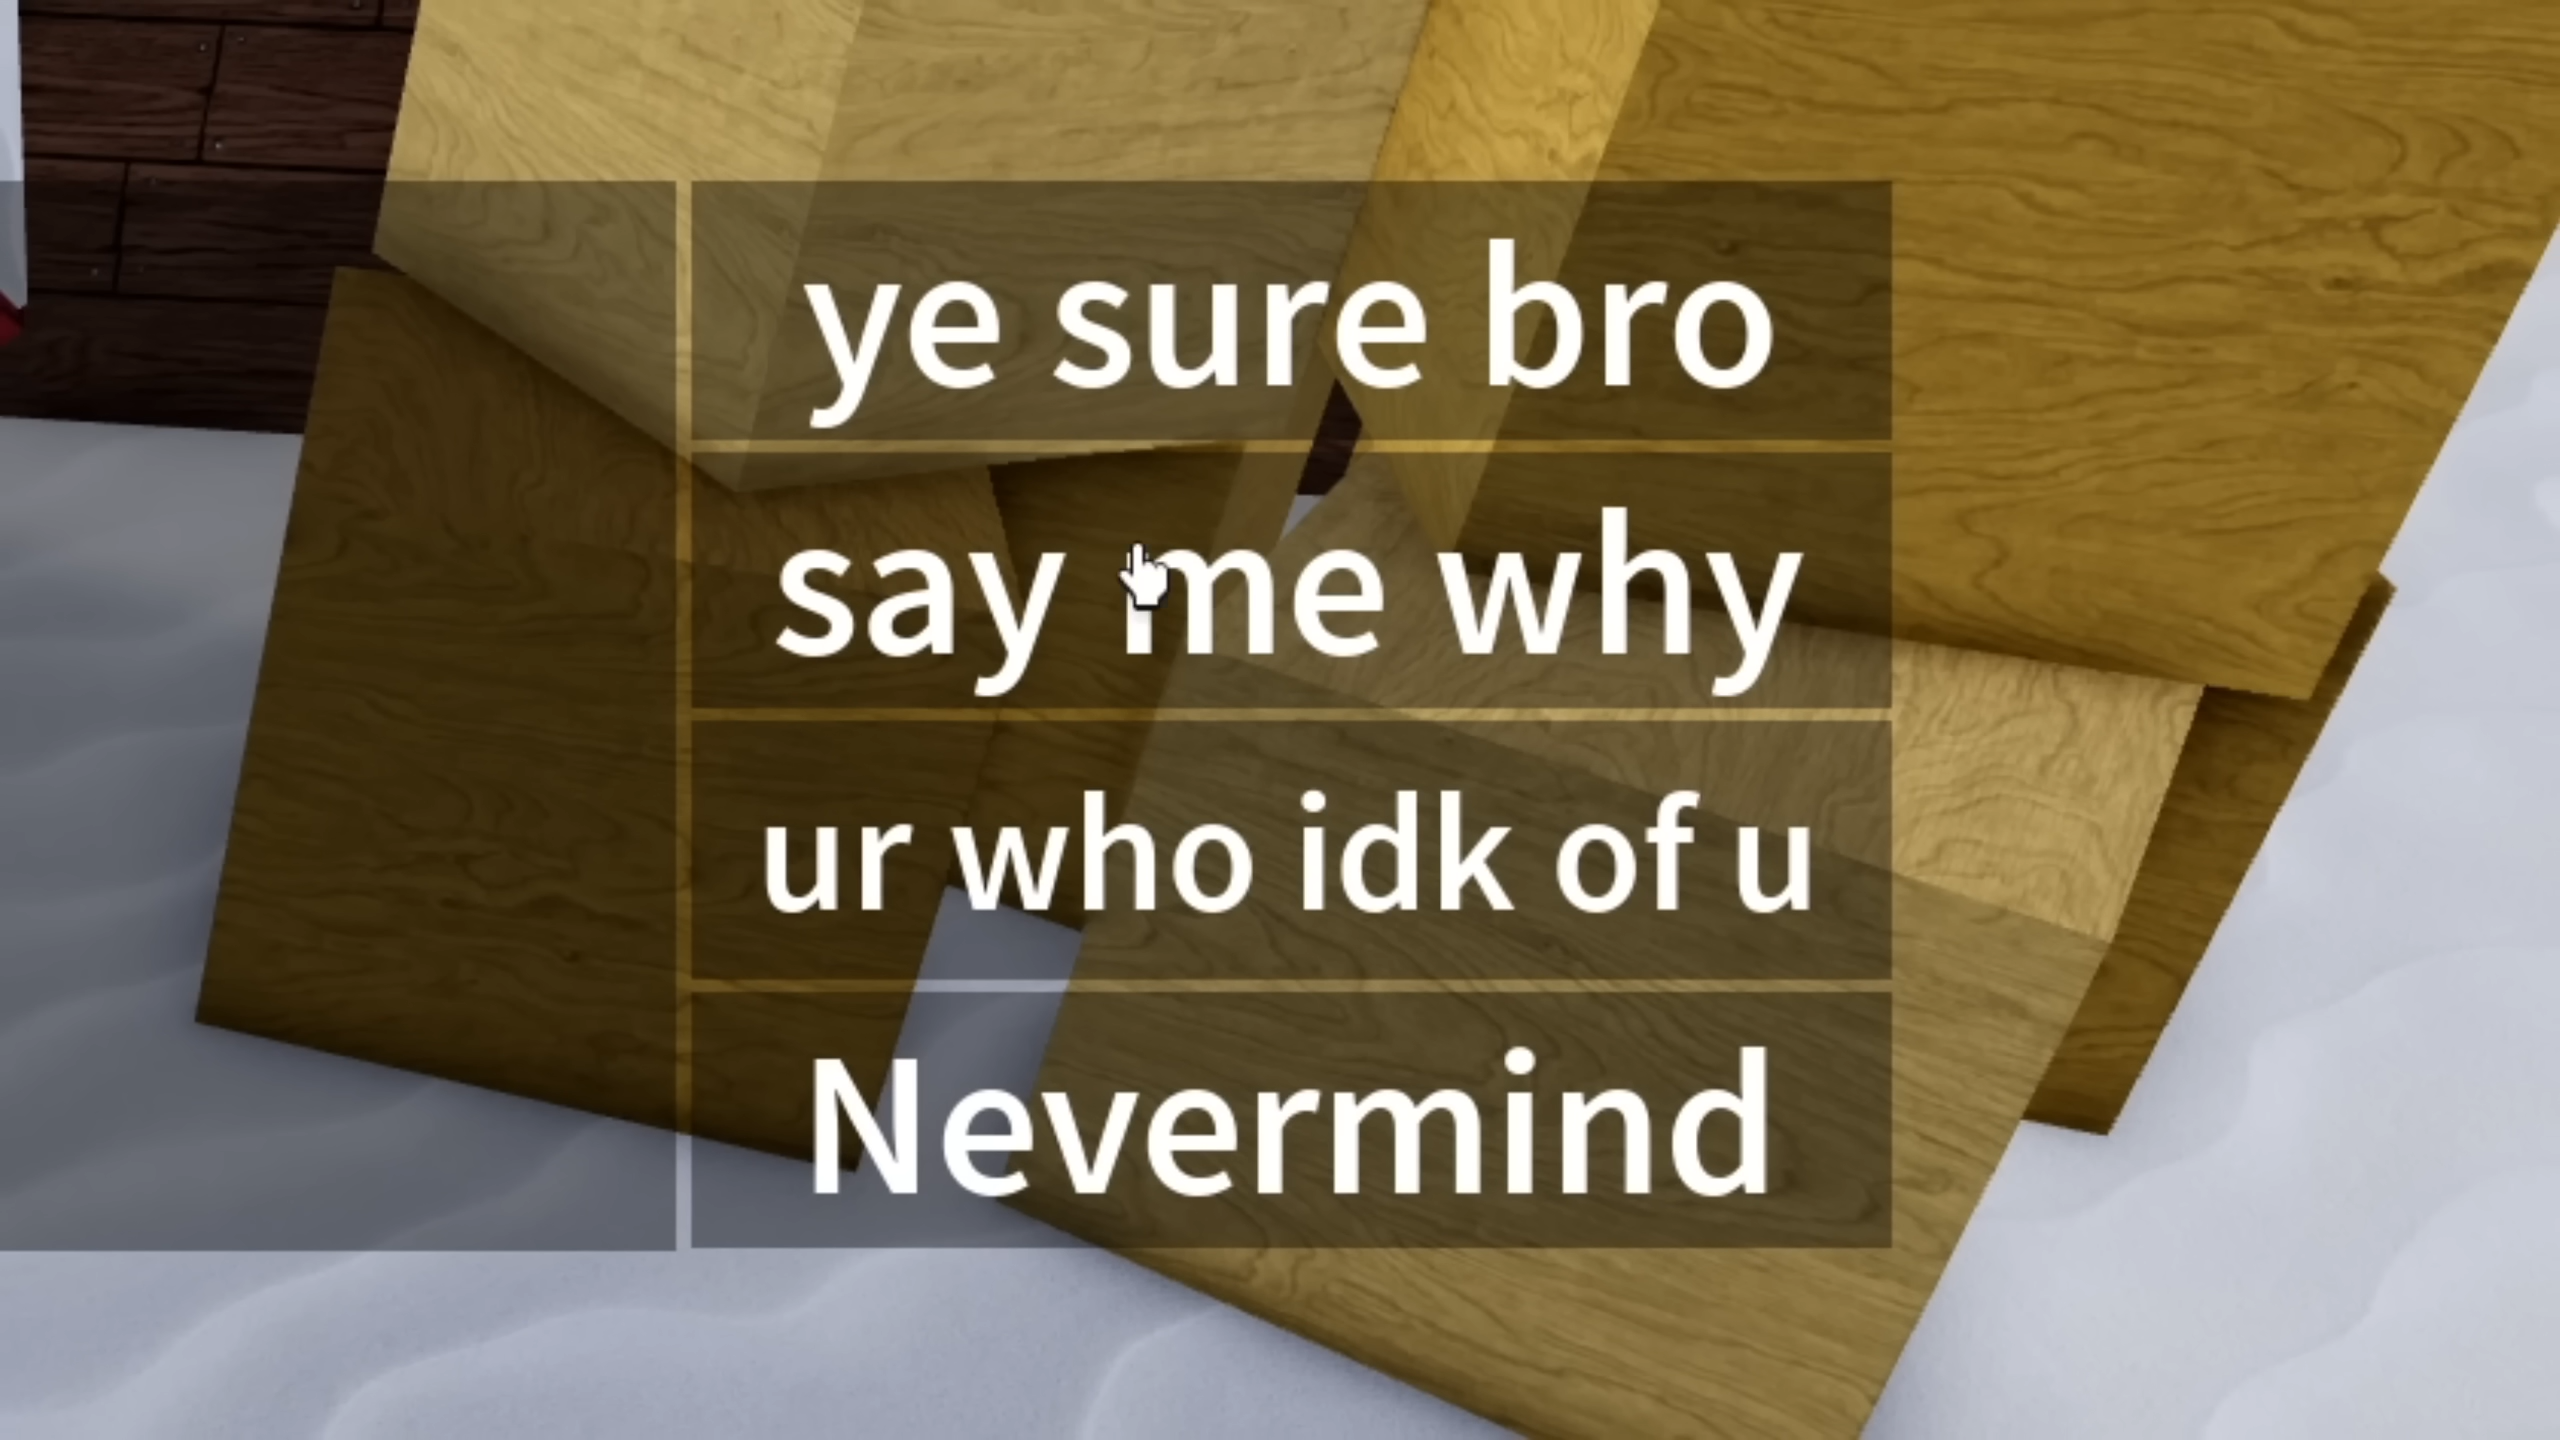 ye sure bro
say me why
ur who idk of u
Nevermind